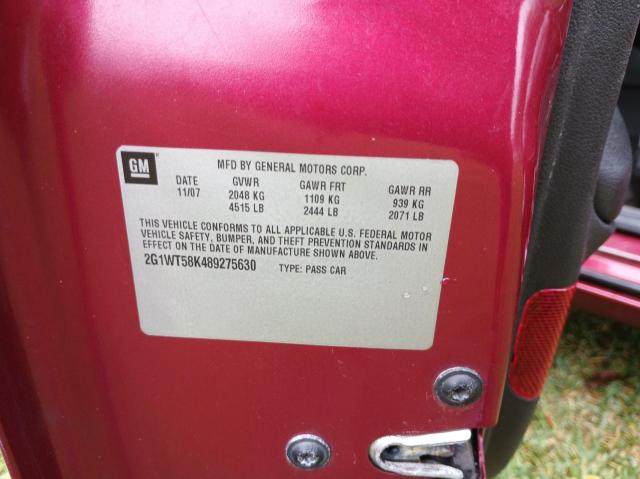 GM
MFD BY GENERAL MOTORS CORP.
DATE GVWR GAWR FRT GAWR RR
11/07 2048 KG 1109 KG 939 KG
4515 LB 2444 LB 2071 LB
THIS VEHICLE CONFORMS TO ALL APPLICABLE U.S. FEDERAL MOTOR
VEHICLE SAFETY, BUMPER, AND THEFT PREVENTION STANDARDS IN
EFFECT ON THE DATE OF MANUFACTURE SHOWN ABOVE.
2G1WT58K489275630 TYPE: PASS CAR